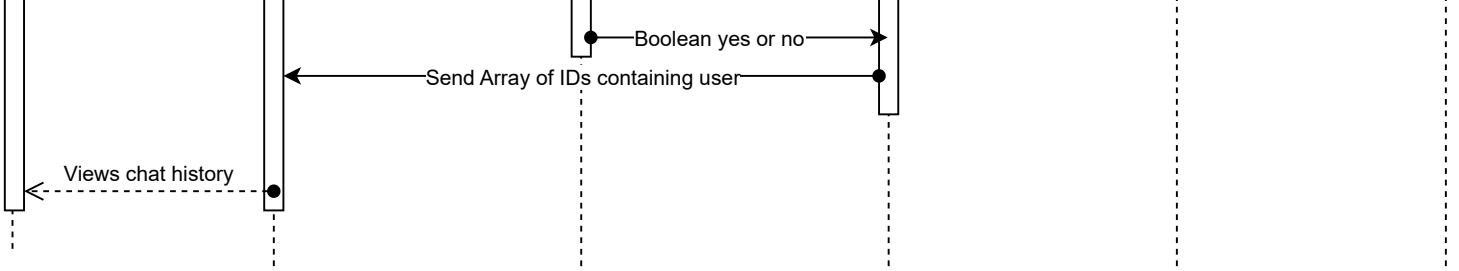 Boolean yes or no
Send Array of IDs containing user
Views chat history